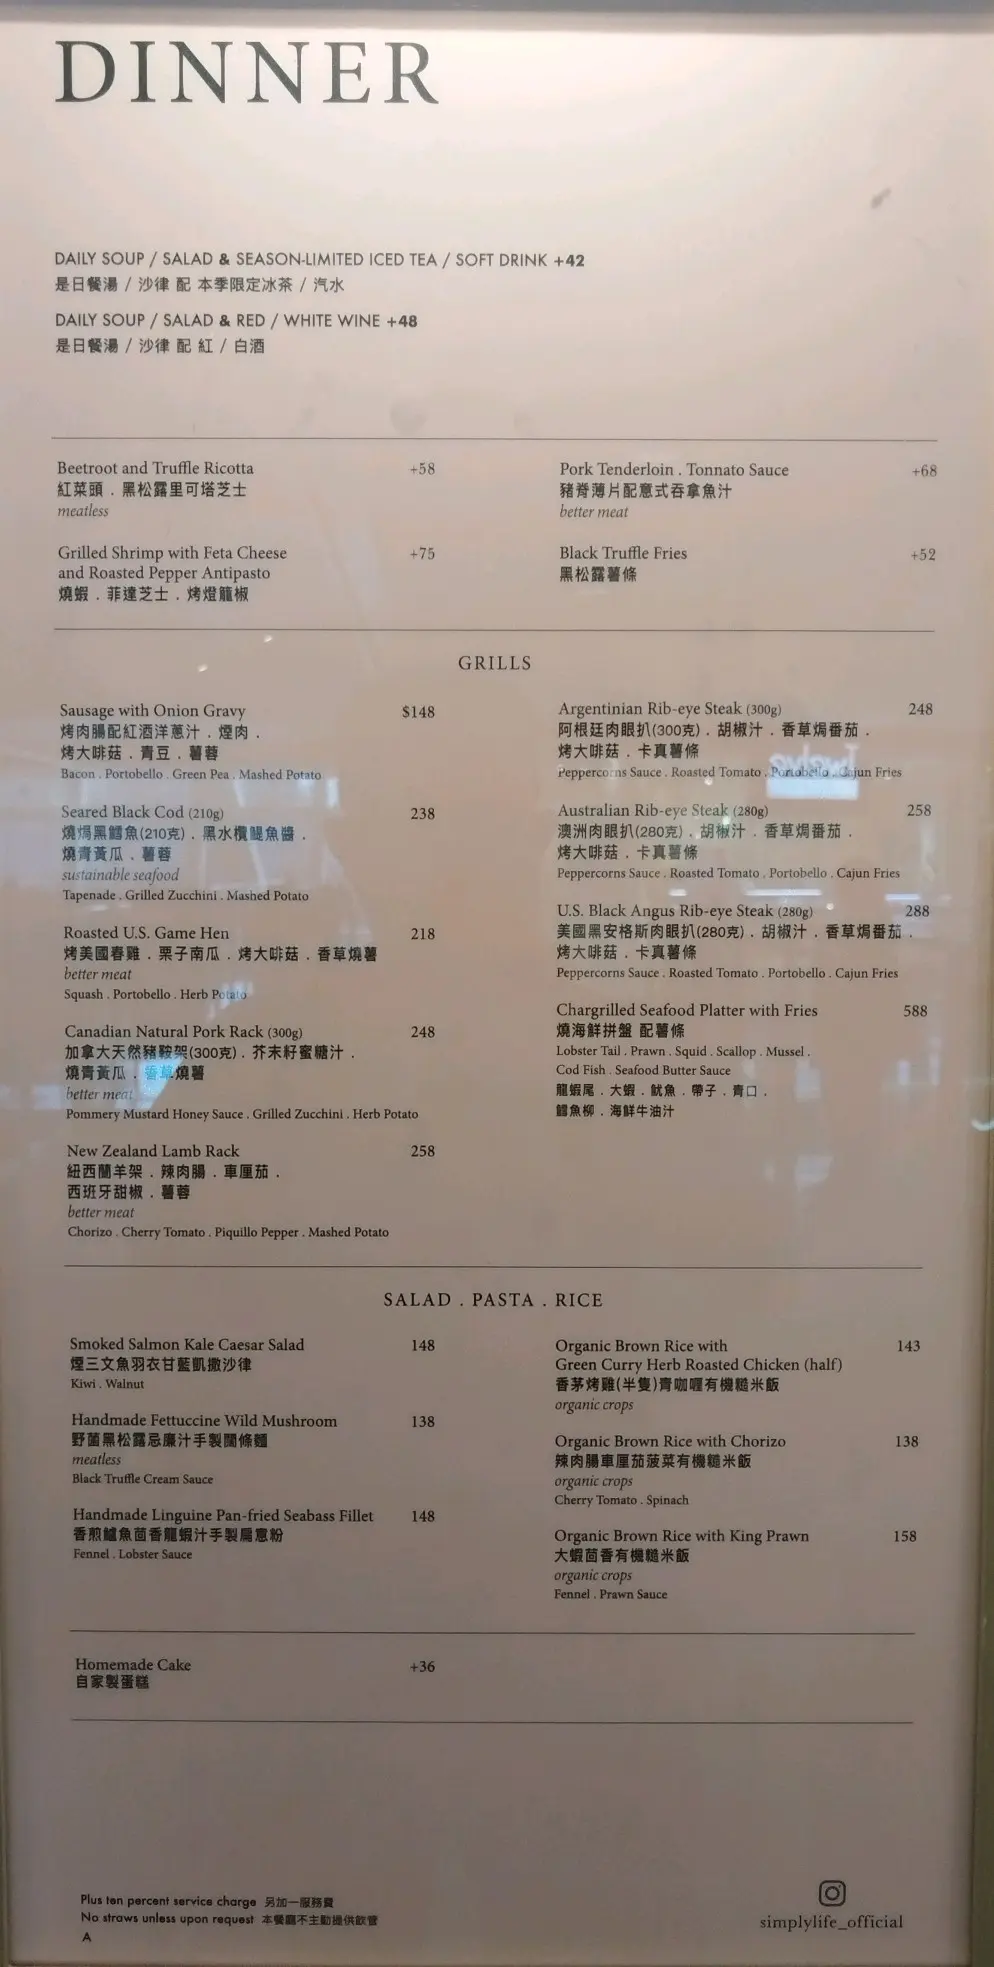 DINNER
DAILY SOUP / SALAD & SEASON-LIMITED ICED TEA / SOFT DRINK +42
是日餐湯 / 沙律 配 本季限定冰茶 / 汽水
DAILY SOUP / SALAD & RED / WHITE WINE +48
是日餐湯 / 沙律 配 紅 / 白酒
Beetroot and Truffle Ricotta +58
紅菜頭 . 黑松露里可塔芝士
meatless
Grilled Shrimp with Feta Cheese +75
and Roasted Pepper Antipasto
燒蝦 . 菲達芝士 . 烤燈籠椒
Pork Tenderloin . Tonnato Sauce +68
豬脊薄片配意式吞拿魚汁
better meat
Black Truffle Fries +52
黑松露薯條
GRILLS
Sausage with Onion Gravy $148
烤肉腸配紅酒洋蔥汁 . 煙肉 .
烤大啡菇 . 青豆 . 薯蓉
Bacon . Portobello . Green Pea . Mashed Potato
Seared Black Cod (210g) 238
燒焗黑鱈魚(210克) . 黑水欖鯷魚醬 .
燒青黃瓜 . 薯蓉
sustainable seafood
Tapenade . Grilled Zucchini . Mashed Potato
Roasted U.S. Game Hen 218
烤美國春雞 . 栗子南瓜 . 烤大啡菇 . 香草燒薯
better meat
Squash . Portobello . Herb Potato
Canadian Natural Pork Rack (300g) 248
加拿大天然豬鞍架(300克) . 芥末籽蜜糖汁 .
燒青黃瓜 . 香草燒薯
better meat
Pommery Mustard Honey Sauce . Grilled Zucchini . Herb Potato
New Zealand Lamb Rack 258
紐西蘭羊架 . 辣肉腸 . 車厘茄 .
西班牙甜椒 . 薯蓉
better meat
Chorizo . Cherry Tomato . Piquillo Pepper . Mashed Potato
Argentinian Rib-eye Steak (300g) 248
阿根廷肉眼扒(300克) . 胡椒汁 . 香草焗番茄 .
烤大啡菇 . 卡真薯條
Peppercorns Sauce . Roasted Tomato . Portobello . Cajun Fries
Australian Rib-eye Steak (280g) 258
澳洲肉眼扒(280克) . 胡椒汁 . 香草焗番茄 .
烤大啡菇 . 卡真薯條
Peppercorns Sauce . Roasted Tomato . Portobello . Cajun Fries
U.S. Black Angus Rib-eye Steak (280g) 288
美國黑安格斯肉眼扒(280克) . 胡椒汁 . 香草焗番茄 .
烤大啡菇 . 卡真薯條
Peppercorns Sauce . Roasted Tomato . Portobello . Cajun Fries
Chargrilled Seafood Platter with Fries 588
燒海鮮拼盤 配薯條
Lobster Tail . Prawn . Squid . Scallop . Mussel .
Cod Fish . Seafood Butter Sauce
龍蝦尾 . 大蝦 . 魷魚 . 帶子 . 青口 .
鱈魚柳 . 海鮮牛油汁
SALAD . PASTA . RICE
Smoked Salmon Kale Caesar Salad 148
煙三文魚羽衣甘藍凱撒沙律
Kiwi . Walnut
Handmade Fettuccine Wild Mushroom 138
野菌黑松露忌廉汁手製闊條麵
meatless
Black Truffle Cream Sauce
Handmade Linguine Pan-fried Seabass Fillet 148
香煎鱸魚茴香龍蝦汁手製扁意粉
Fennel . Lobster Sauce
Organic Brown Rice with 143
Green Curry Herb Roasted Chicken (half)
香茅烤雞(半隻)青咖喱有機糙米飯
organic crops
Organic Brown Rice with Chorizo 138
辣肉腸車厘茄菠菜有機糙米飯
organic crops
Cherry Tomato . Spinach
Organic Brown Rice with King Prawn 158
大蝦茴香有機糙米飯
organic crops
Fennel . Prawn Sauce
Homemade Cake +36
自家製蛋糕
Plus ten percent service charge 另加一服務費
No straws unless upon request 本餐廳不主動提供飲管
A
simplylife_official